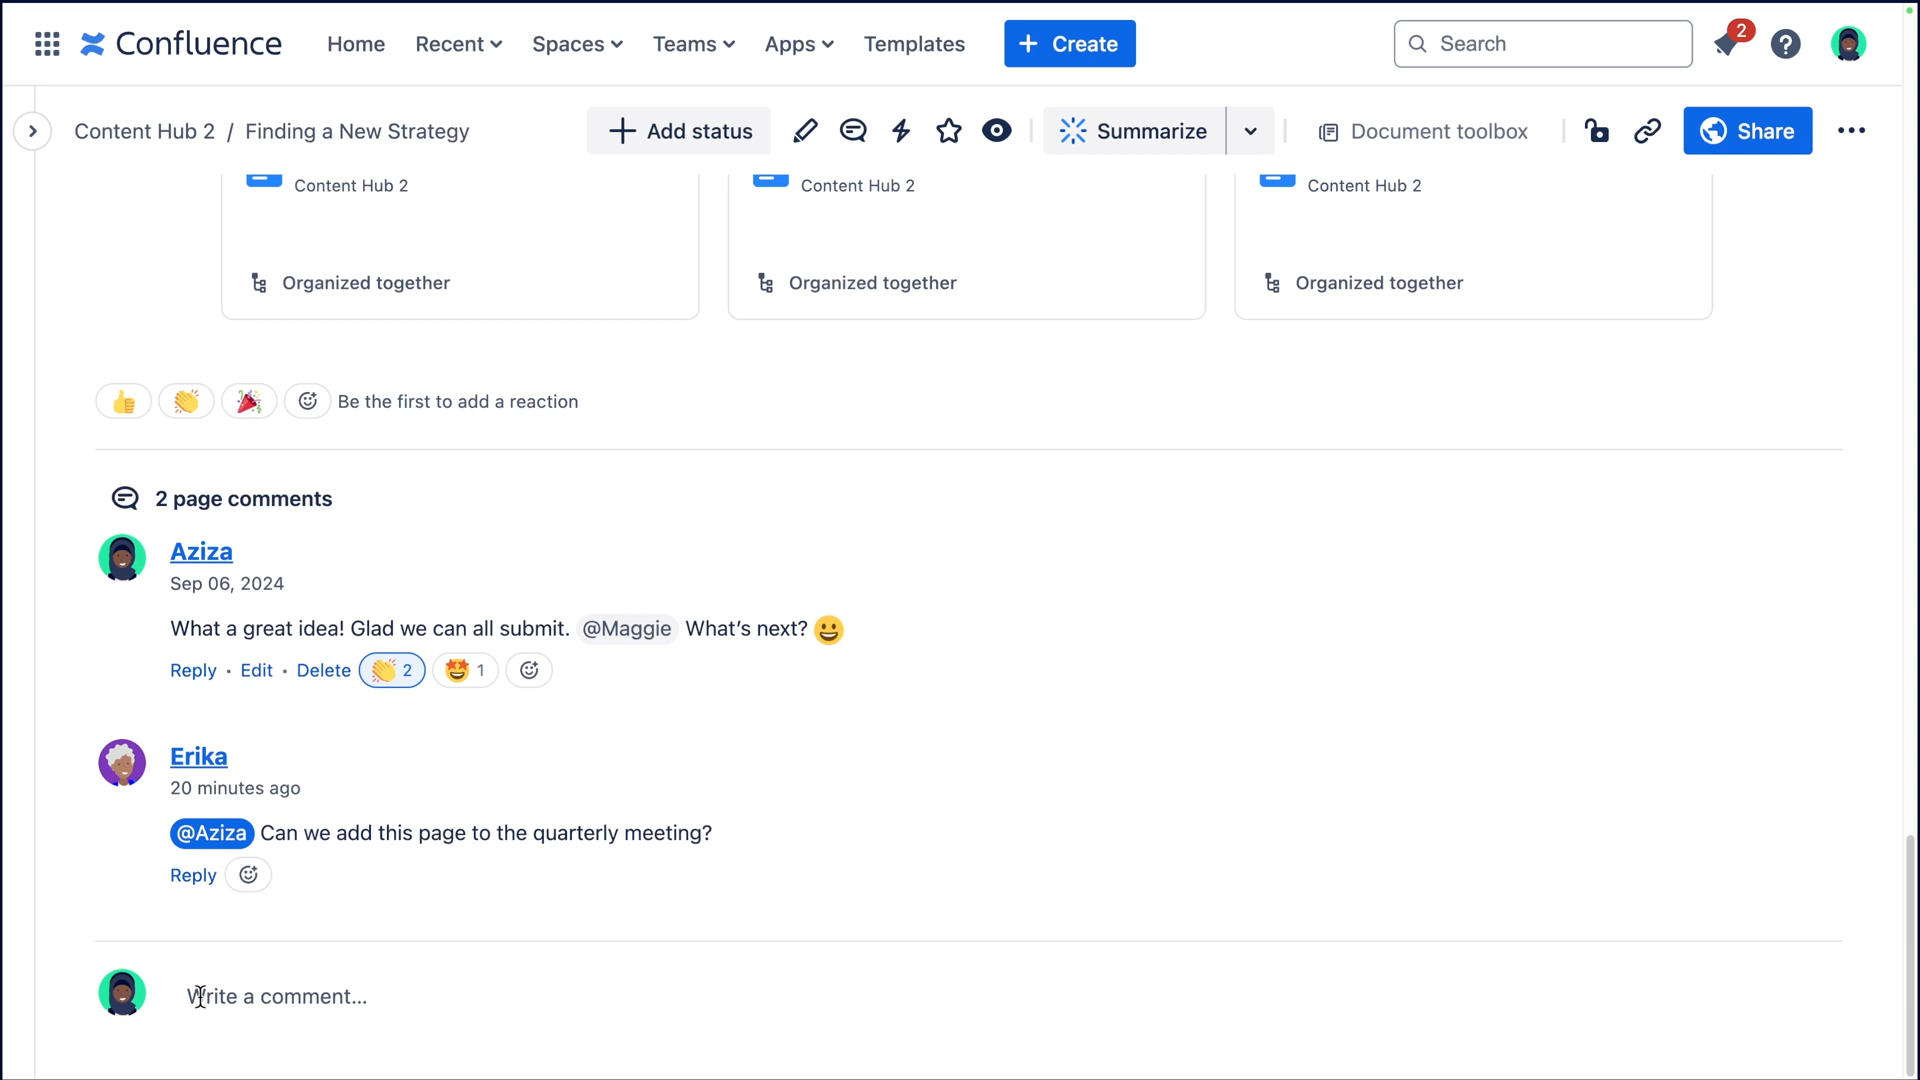 Confluence Home Recent Spaces Teams Apps Templates + Create Search 2 ?
Content Hub 2 / Finding a New Strategy + Add status Summarize Document toolbox Share
Content Hub 2 Content Hub 2 Content Hub 2
Organized together Organized together Organized together
Be the first to add a reaction
2 page comments
Aziza
Sep 06, 2024
What a great idea! Glad we can all submit. @Maggie What's next? 😀
Reply · Edit · Delete 👏 2 🤩 1
Erika
20 minutes ago
@Aziza Can we add this page to the quarterly meeting?
Reply
Write a comment...